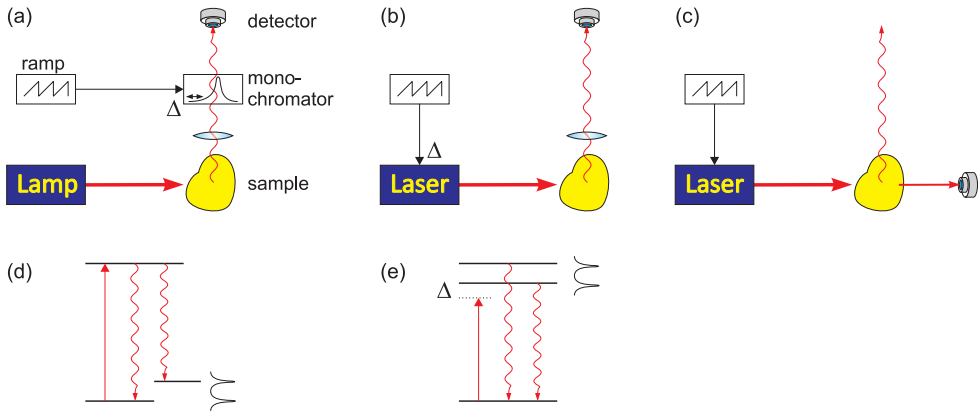 (a)
detector
ramp
mono-
chromator
Δ
Lamp
sample
(b)
Δ
Laser
(c)
Laser
(d)
(e)
Δ